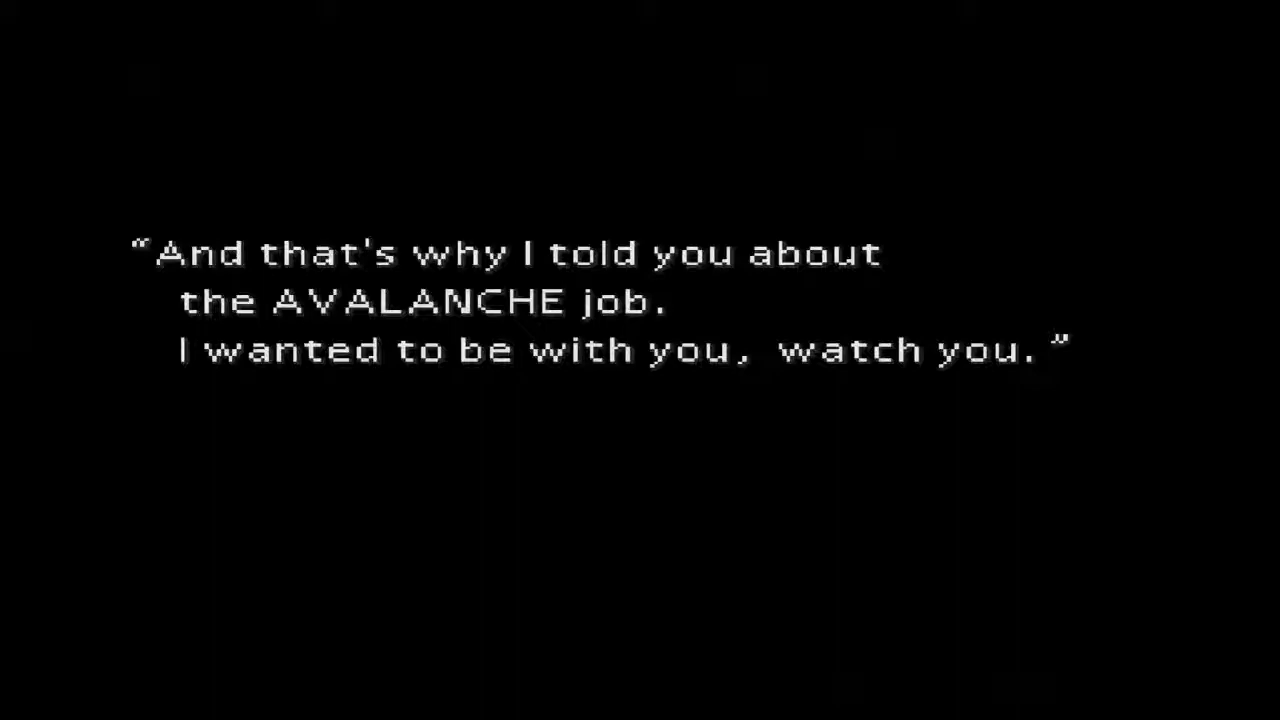 “And that's why I told you about
the AVALANCHE job.
I wanted to be with you, watch you.”